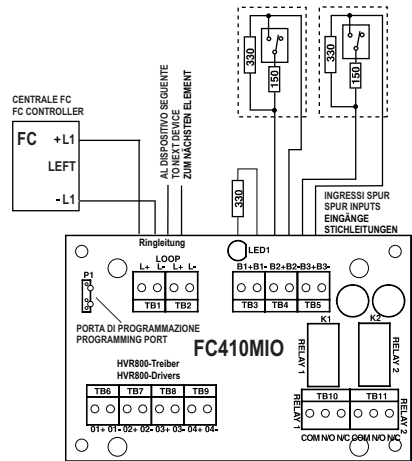 330
150
330
150
CENTRALE FC
FC CONTROLLER
FC
+L1
LEFT
-L1
AL DISPOSITIVO SEGUENTE
TO NEXT DEVICE
ZUM NÄCHSTEN ELEMENT
330
INGRESSI SPUR
SPUR INPUTS
EINGÄNGE
STICHLEITUNGEN
Ringleitung
LOOP
L+ L- L+ L-
TB1 TB2
LED1
B1+B1- B2+B2- B3+B3-
TB3 TB4 TB5
P1
PORTA DI PROGRAMMAZIONE
PROGRAMMING PORT
K1
K2
RELAY 1
RELAY 2
FC410MIO
HVR800-Treiber
HVR800-Drivers
TB6 TB7 TB8 TB9
01+ 01- 02+ 02- 03+ 03- 04+ 04-
RELAY 1
TB10 TB11
RELAY 2
COM N/O N/C COM N/O N/C